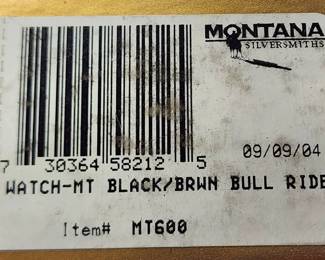 MONTANA
SILVERSMITHS
7 30364 58212 5
09/09/04
WATCH-MT BLACK/BRWN BULL RIDE
Item# MT600